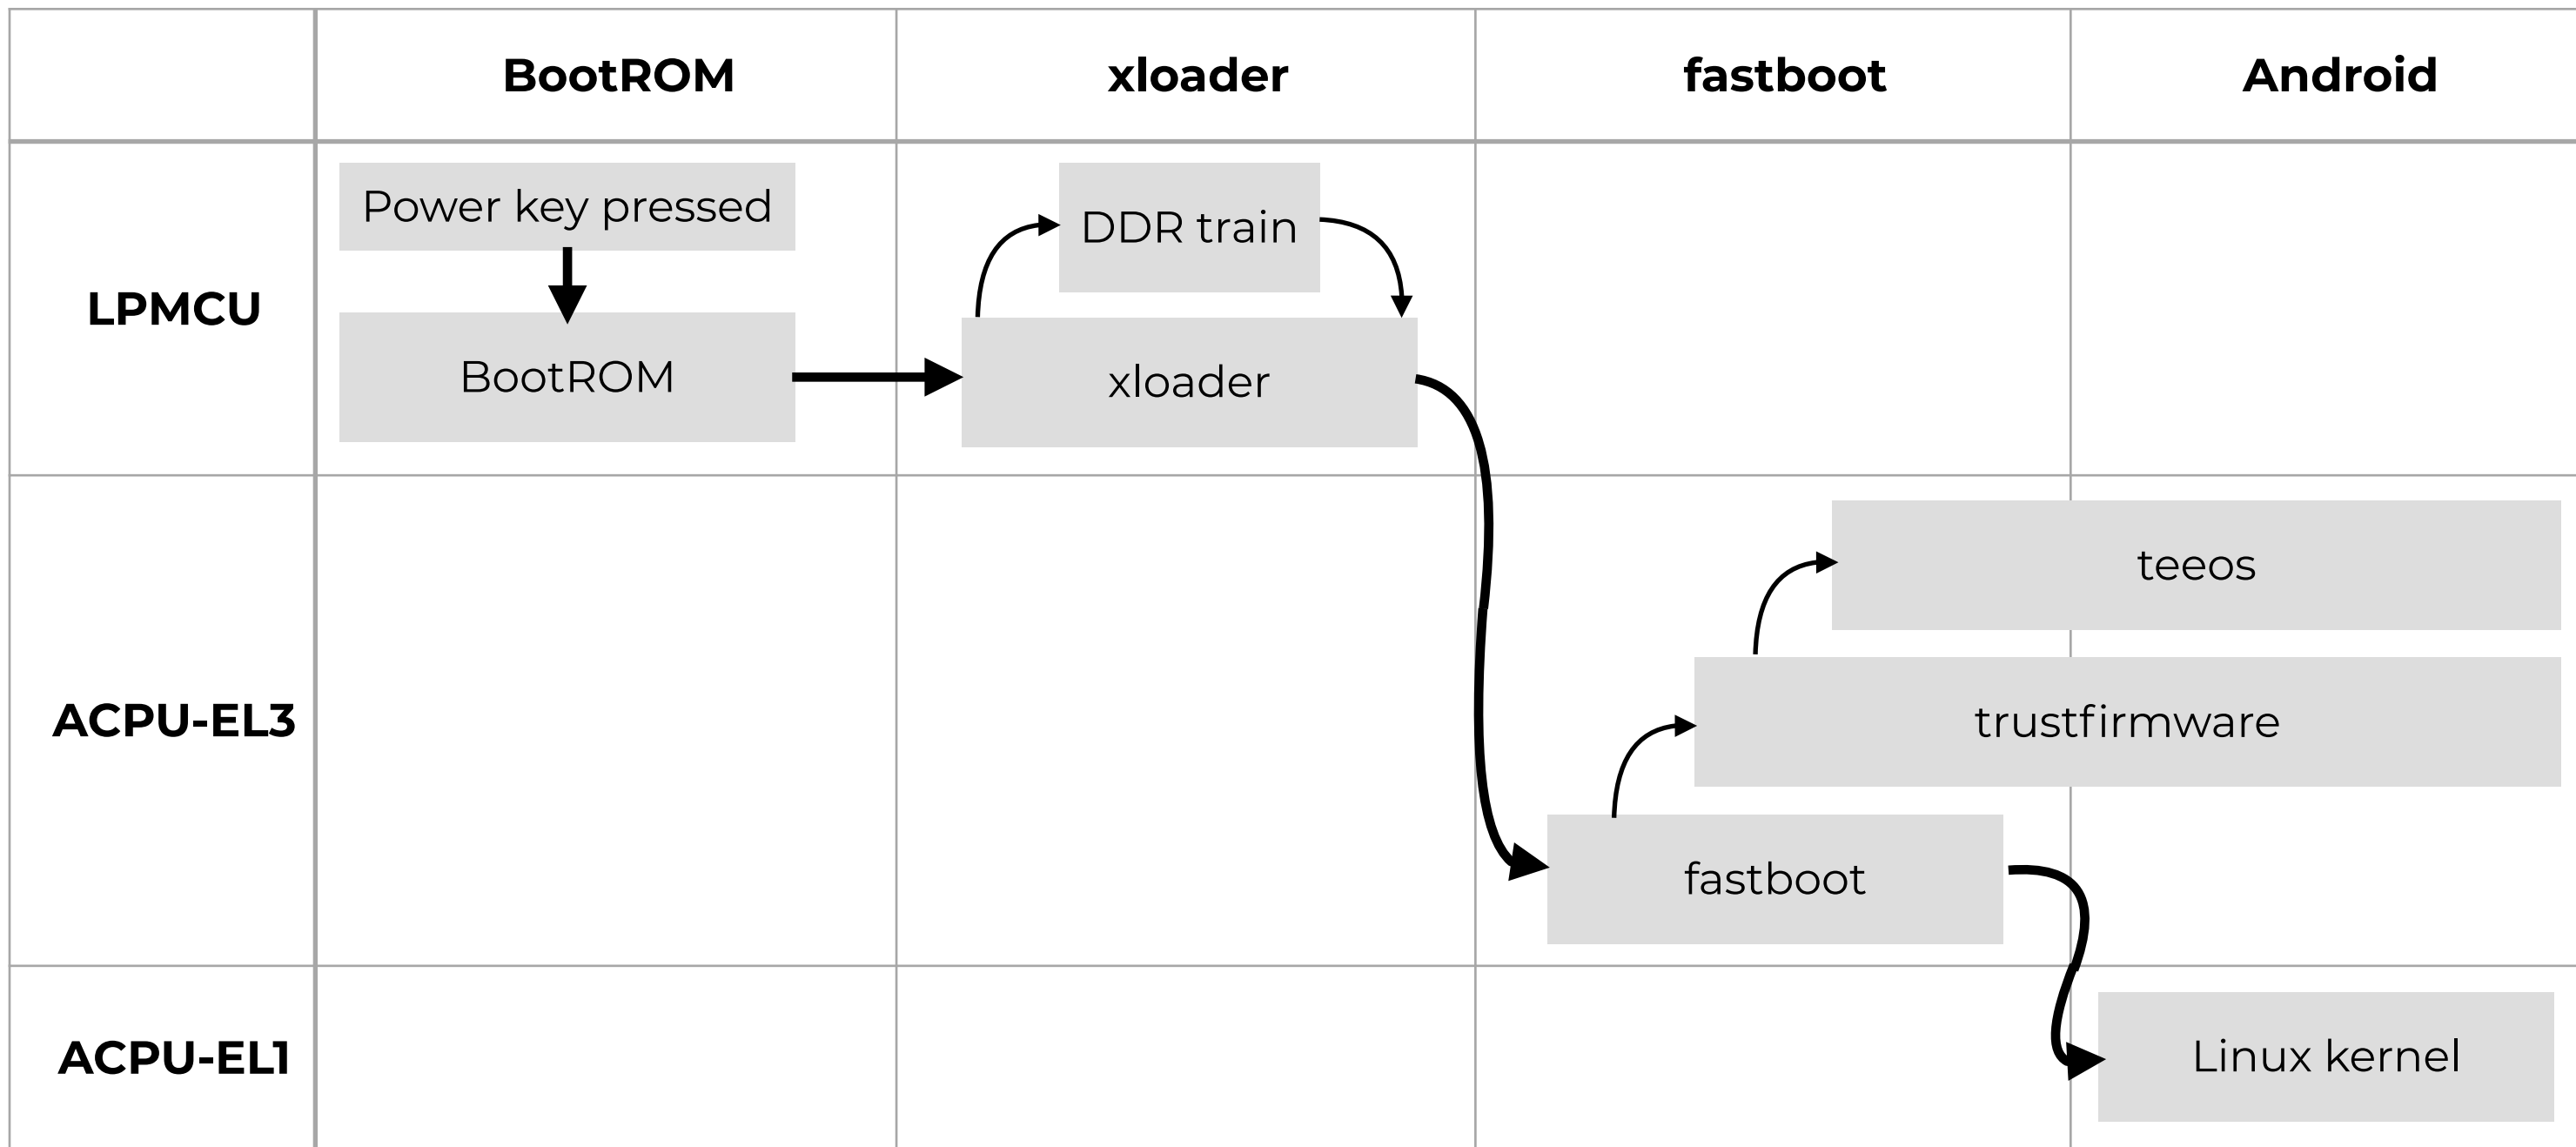 BootROM
xloader
fastboot
Android
LPMCU
Power key pressed
BootROM
DDR train
xloader
ACPU-EL3
teeos
trustfirmware
fastboot
ACPU-EL1
Linux kernel